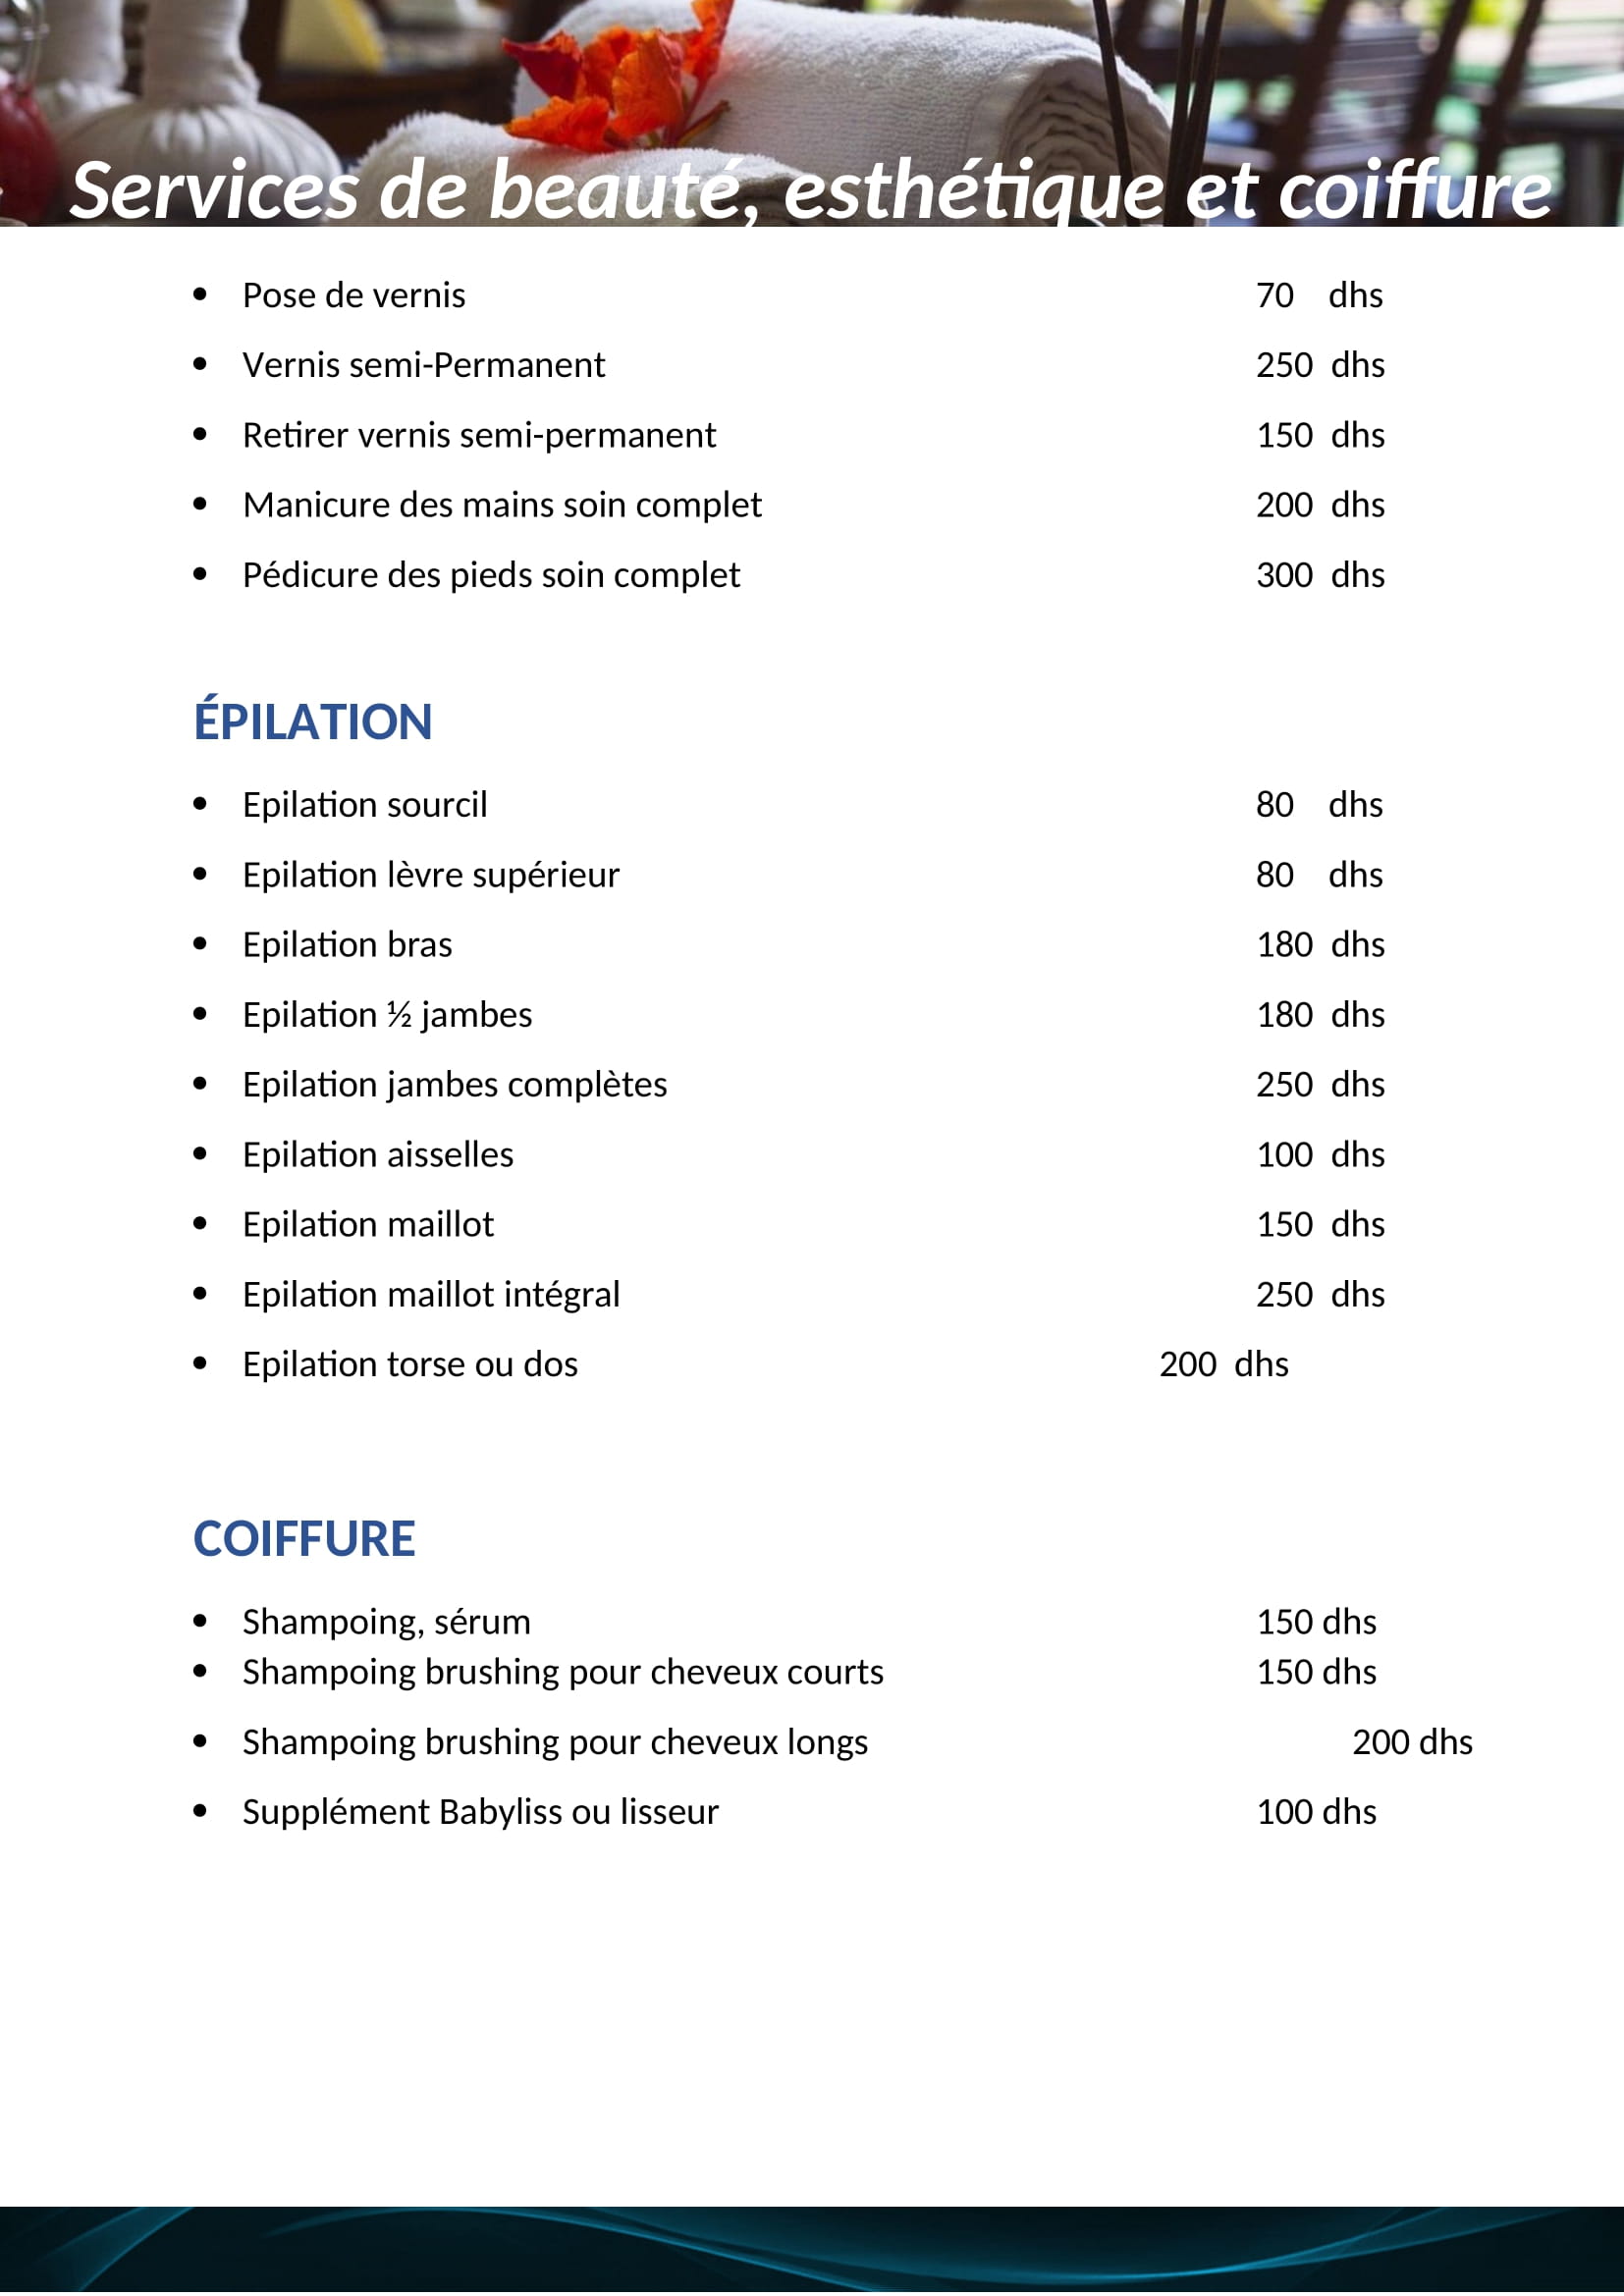 Services de beauté, esthétique et coiffure
• Pose de vernis 70 dhs
• Vernis semi-Permanent 250 dhs
• Retirer vernis semi-permanent 150 dhs
• Manicure des mains soin complet 200 dhs
• Pédicure des pieds soin complet 300 dhs
ÉPILATION
• Epilation sourcil 80 dhs
• Epilation lèvre supérieur 80 dhs
• Epilation bras 180 dhs
• Epilation ½ jambes 180 dhs
• Epilation jambes complètes 250 dhs
• Epilation aisselles 100 dhs
• Epilation maillot 150 dhs
• Epilation maillot intégral 250 dhs
• Epilation torse ou dos 200 dhs
COIFFURE
• Shampoing, sérum 150 dhs
• Shampoing brushing pour cheveux courts 150 dhs
• Shampoing brushing pour cheveux longs 200 dhs
• Supplément Babyliss ou lisseur 100 dhs